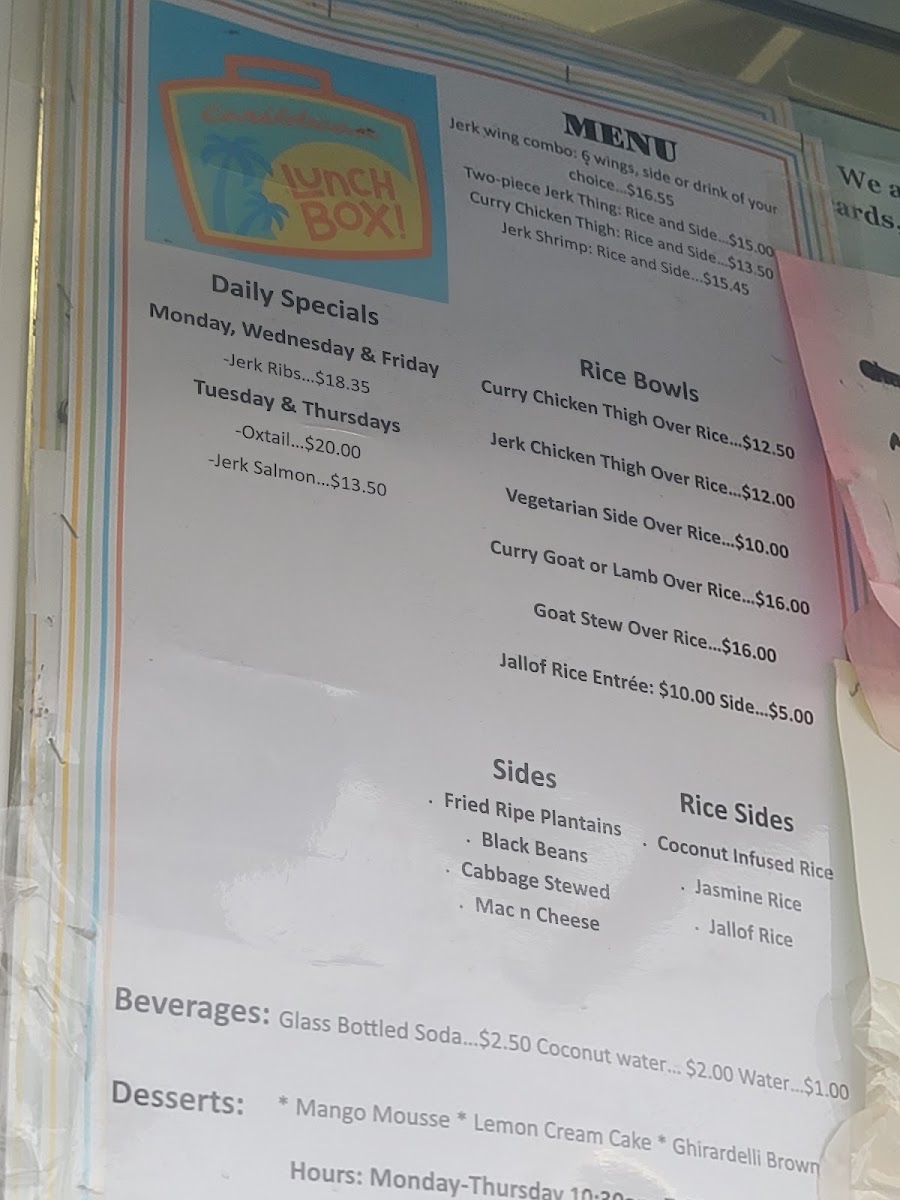 Caribbean
LUnCH
BOX!
Daily Specials
Monday, Wednesday & Friday
-Jerk Ribs...$18.35
Tuesday & Thursdays
-Oxtail...$20.00
-Jerk Salmon...$13.50
MENU
Jerk wing combo: 6 wings, side or drink of your
choice...$16.55
Two-piece Jerk Thing: Rice and Side...$15.00
Curry Chicken Thigh: Rice and Side...$13.50
Jerk Shrimp: Rice and Side...$15.45
Rice Bowls
Curry Chicken Thigh Over Rice...$12.50
Jerk Chicken Thigh Over Rice...$12.00
Vegetarian Side Over Rice...$10.00
Curry Goat or Lamb Over Rice...$16.00
Goat Stew Over Rice...$16.00
Jallof Rice Entrée: $10.00 Side...$5.00
Sides
· Fried Ripe Plantains
· Black Beans
· Cabbage Stewed
· Mac n Cheese
Rice Sides
· Coconut Infused Rice
· Jasmine Rice
· Jallof Rice
Beverages: Glass Bottled Soda...$2.50 Coconut water... $2.00 Water...$1.00
Desserts: * Mango Mousse * Lemon Cream Cake * Ghirardelli Brown
Hours: Monday-Thursday 10:30
We a
ards.